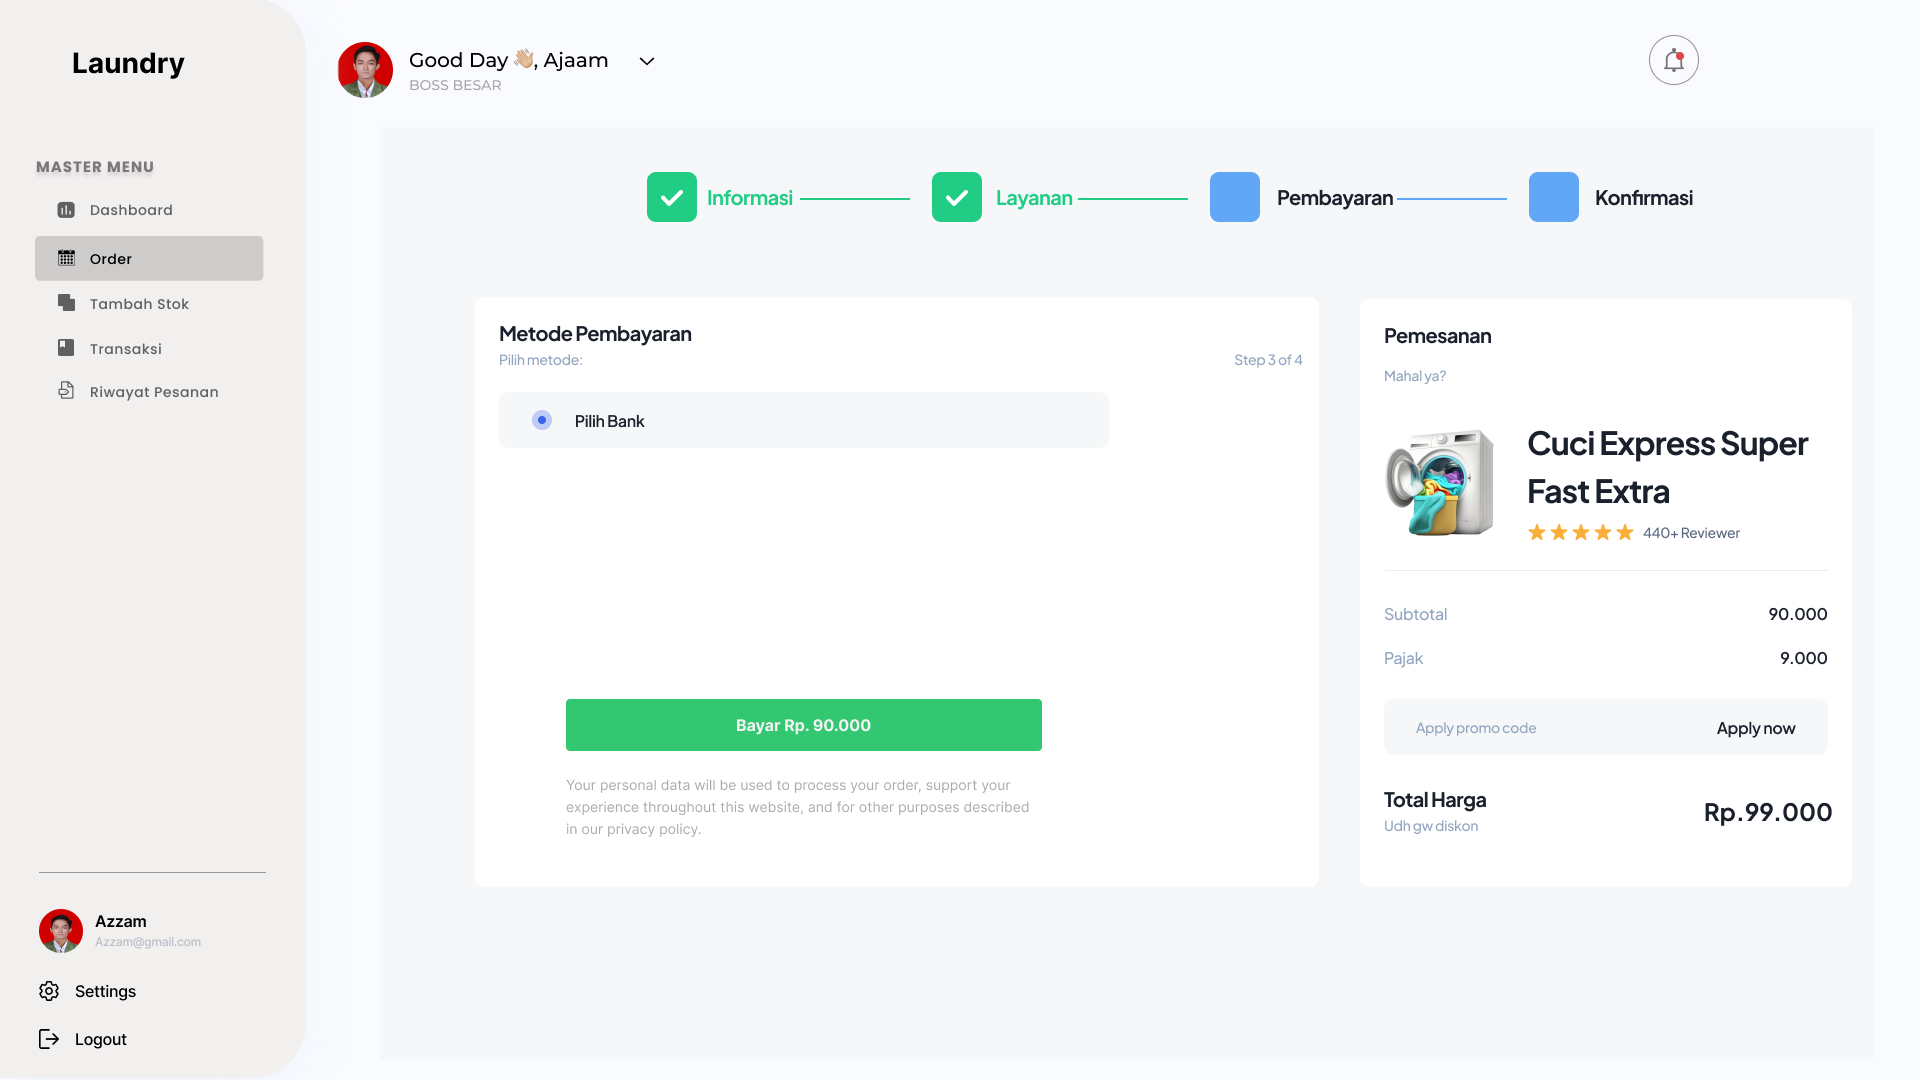 Laundry
MASTER MENU
Dashboard
Order
Tambah Stok
Transaksi
Riwayat Pesanan
Azzam
Azzam@gmail.com
Settings
Logout
Good Day 👋🏼, Ajaam
BOSS BESAR
Informasi
Layanan
Pembayaran
Konfirmasi
Metode Pembayaran
Pilih metode:
Step 3 of 4
Pilih Bank
Bayar Rp. 90.000
Your personal data will be used to process your order, support your
experience throughout this website, and for other purposes described
in our privacy policy.
Pemesanan
Mahal ya?
Cuci Express Super
Fast Extra
440+ Reviewer
Subtotal 90.000
Pajak 9.000
Apply promo code Apply now
Total Harga
Udh gw diskon
Rp.99.000